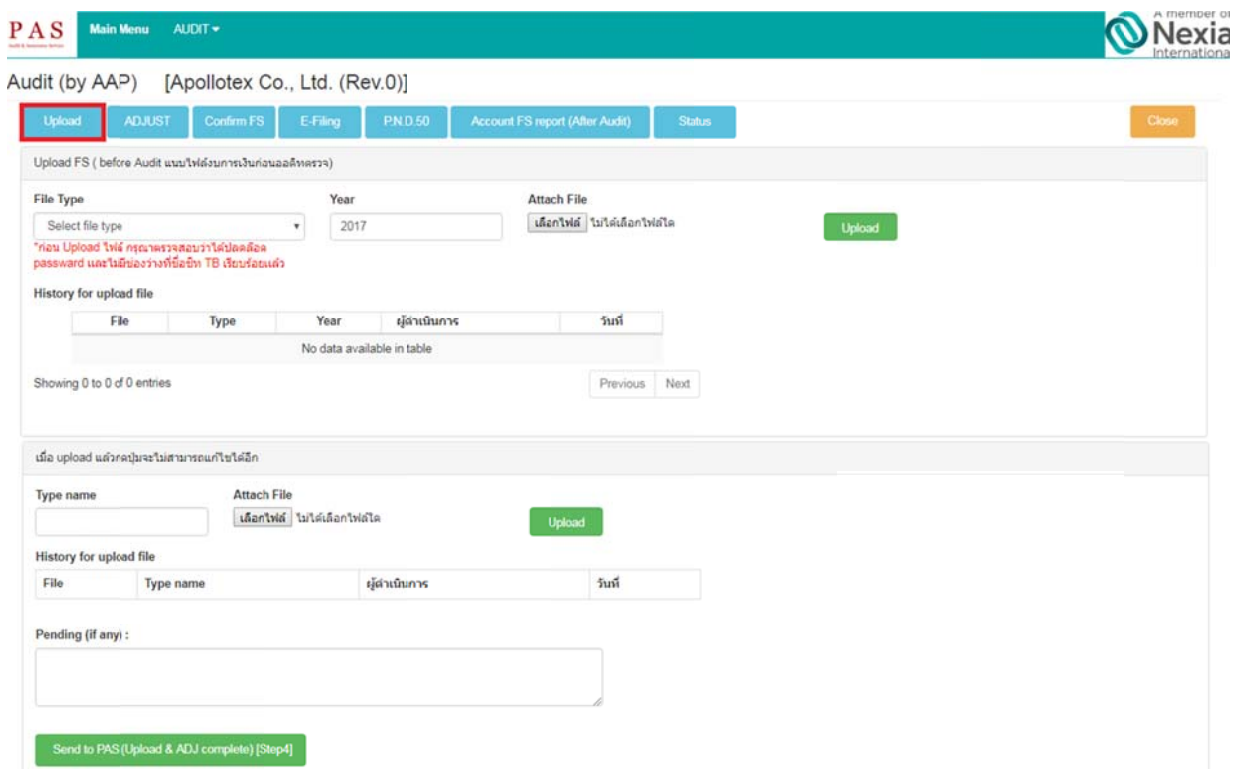 PAS Main Menu AUDIT A member of
Nexia
Internationa
Audit (by AAP) [Apollotex Co., Ltd. (Rev.0)]
Upload ADJUST Confirm FS E-Filing P.N.D.50 Account FS report (After Audit) Status Close
Upload FS ( before Audit แนบไฟล์งบการเงินก่อนออดิทตรวจ)
File Type Year Attach File
Select file type 2017 เลือกไฟล์ ไม่ได้เลือกไฟล์ใด Upload
*ก่อน Upload ไฟล์ กรุณาตรวจสอบว่าได้ปลดล๊อค
passward และไม่มีช่องว่างที่ชื่อชีท TB เรียบร้อยแล้ว
History for upload file
File Type Year ผู้ดำเนินการ วันที่
No data available in table
Showing 0 to 0 of 0 entries Previous Next
เมื่อ upload แล้วกดปุ่มจะไม่สามารถแก้ไขได้อีก
Type name Attach File
เลือกไฟล์ ไม่ได้เลือกไฟล์ใด Upload
History for upload file
File Type name ผู้ดำเนินการ วันที่
Pending (if any) :
Send to PAS(Upload & ADJ complete) [Step4]